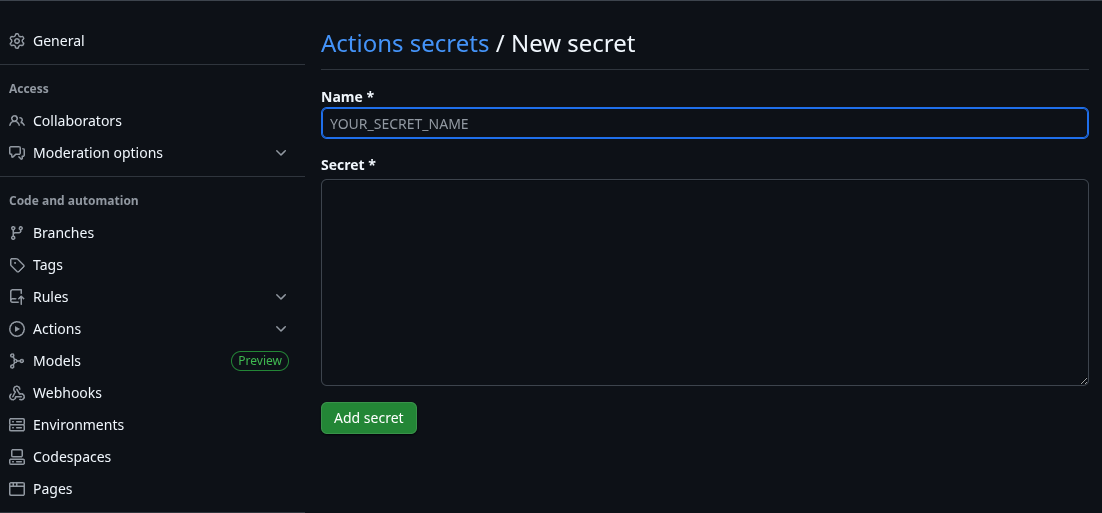 General
Access
Collaborators
Moderation options
Code and automation
Branches
Tags
Rules
Actions
Models Preview
Webhooks
Environments
Codespaces
Pages
Actions secrets / New secret
Name *
YOUR_SECRET_NAME
Secret *
Add secret